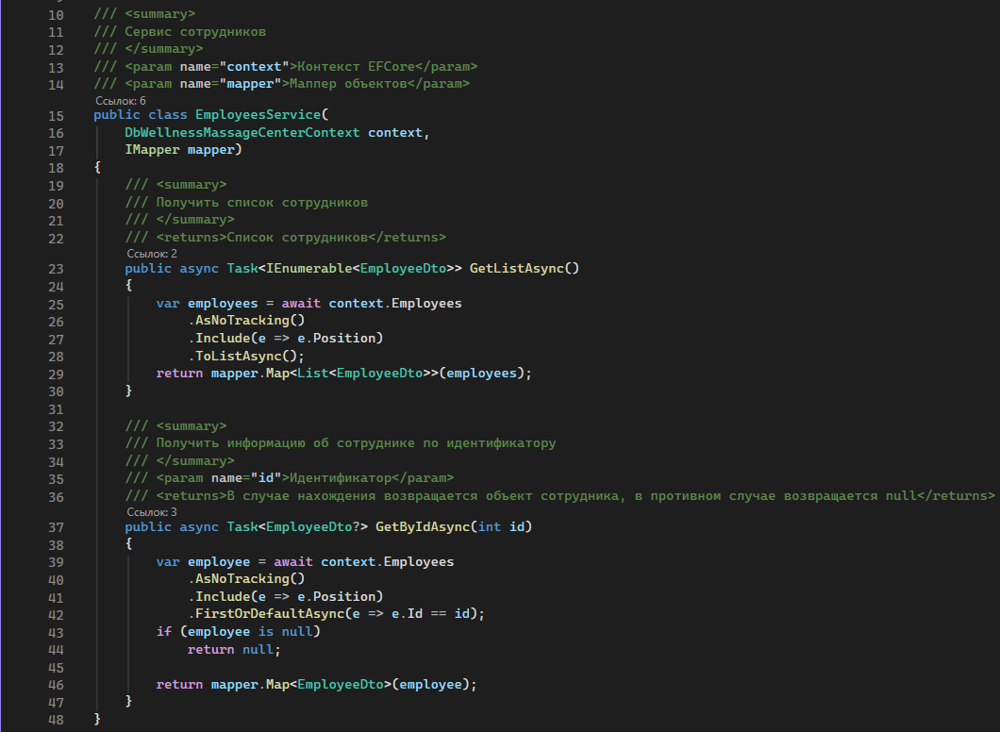 10 /// <summary>
11 /// Сервис сотрудников
12 /// </summary>
13 /// <param name="context">Контекст EFCore</param>
14 /// <param name="mapper">Маппер объектов</param>
Ссылок: 6
15 public class EmployeesService(
16     DbWellnessMassageCenterContext context,
17     IMapper mapper)
18 {
19     /// <summary>
20     /// Получить список сотрудников
21     /// </summary>
22     /// <returns>Список сотрудников</returns>
Ссылок: 2
23     public async Task<IEnumerable<EmployeeDto>> GetListAsync()
24     {
25         var employees = await context.Employees
26             .AsNoTracking()
27             .Include(e => e.Position)
28             .ToListAsync();
29         return mapper.Map<List<EmployeeDto>>(employees);
30     }
31
32     /// <summary>
33     /// Получить информацию об сотруднике по идентификатору
34     /// </summary>
35     /// <param name="id">Идентификатор</param>
36     /// <returns>В случае нахождения возвращается объект сотрудника, в противном случае возвращается null</returns>
Ссылок: 3
37     public async Task<EmployeeDto?> GetByIdAsync(int id)
38     {
39         var employee = await context.Employees
40             .AsNoTracking()
41             .Include(e => e.Position)
42             .FirstOrDefaultAsync(e => e.Id == id);
43         if (employee is null)
44             return null;
45
46         return mapper.Map<EmployeeDto>(employee);
47     }
48 }